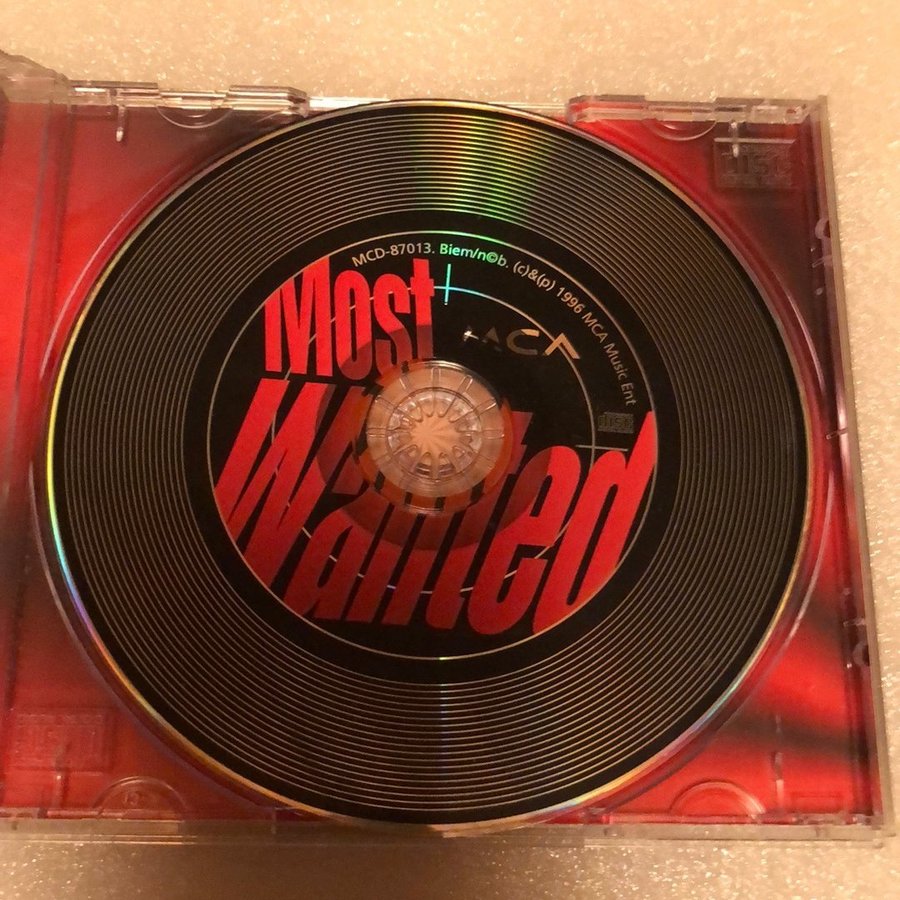 MCD-87013. Biem/n©b. (c)&(p) 1996 MCA Music Ent
Most
MCA
Wanted